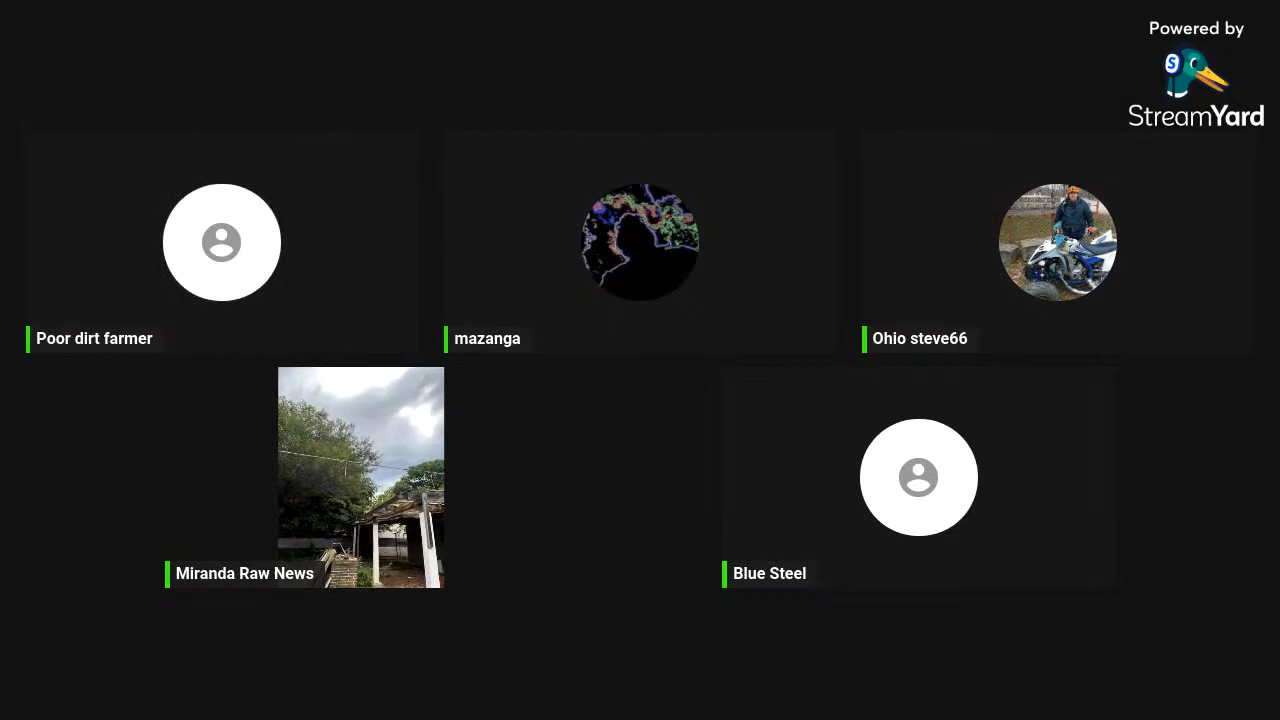 Powered by
S
StreamYard
Poor dirt farmer
mazanga
Ohio steve66
Miranda Raw News
Blue Steel